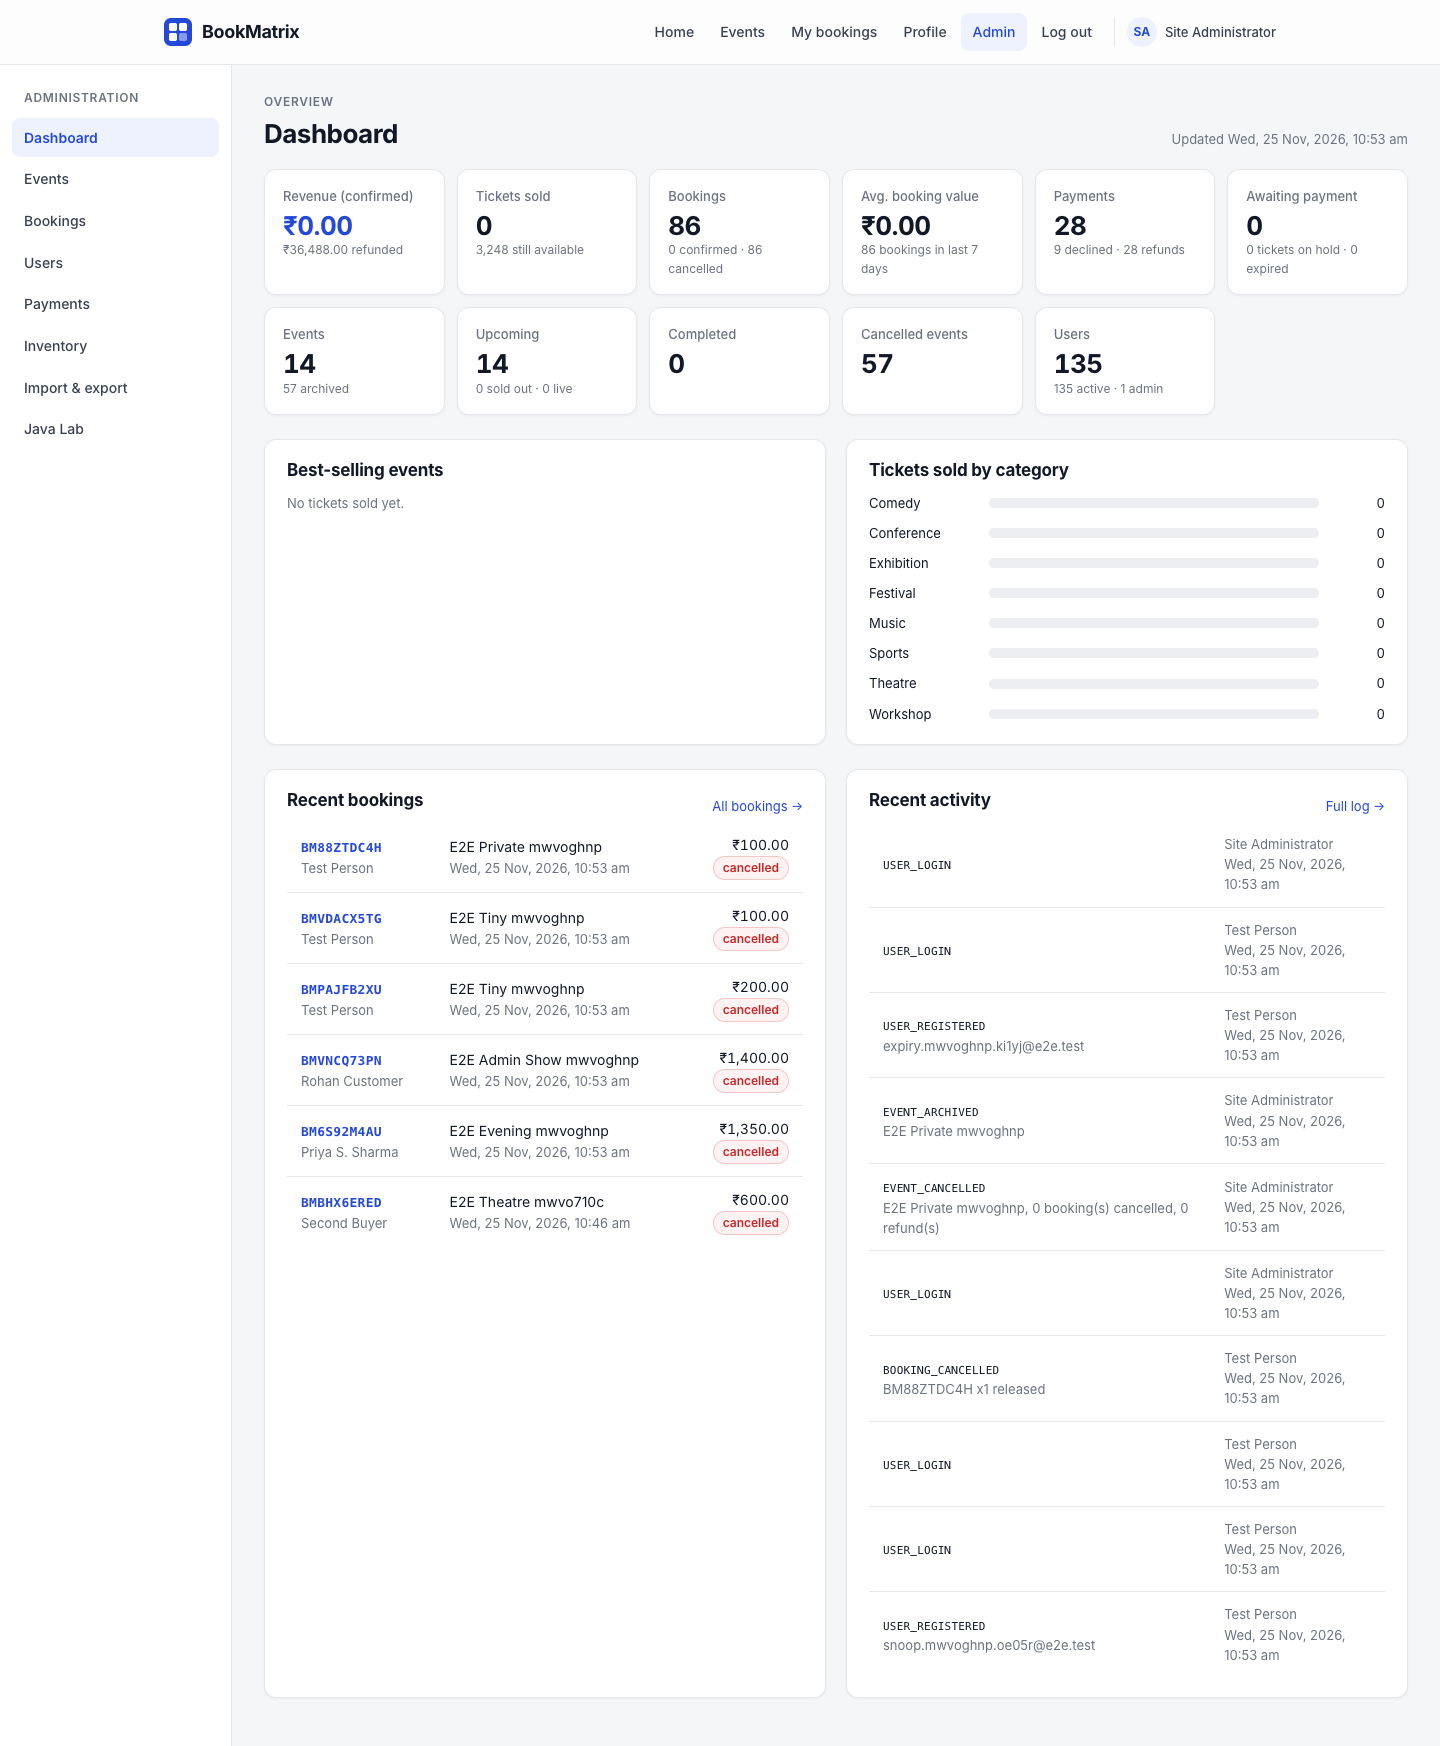 BookMatrix
Home Events My bookings Profile Admin Log out SA Site Administrator
ADMINISTRATION
Dashboard
Events
Bookings
Users
Payments
Inventory
Import & export
Java Lab
OVERVIEW
Dashboard
Updated Wed, 25 Nov, 2026, 10:53 am
Revenue (confirmed)
₹0.00
₹36,488.00 refunded
Tickets sold
0
3,248 still available
Bookings
86
0 confirmed · 86
cancelled
Avg. booking value
₹0.00
86 bookings in last 7
days
Payments
28
9 declined · 28 refunds
Awaiting payment
0
0 tickets on hold · 0
expired
Events
14
57 archived
Upcoming
14
0 sold out · 0 live
Completed
0
Cancelled events
57
Users
135
135 active · 1 admin
Best-selling events
No tickets sold yet.
Tickets sold by category
Comedy 0
Conference 0
Exhibition 0
Festival 0
Music 0
Sports 0
Theatre 0
Workshop 0
Recent bookings
All bookings →
BM88ZTDC4H E2E Private mwvoghnp ₹100.00
Test Person Wed, 25 Nov, 2026, 10:53 am cancelled
BMVDACX5TG E2E Tiny mwvoghnp ₹100.00
Test Person Wed, 25 Nov, 2026, 10:53 am cancelled
BMPAJFB2XU E2E Tiny mwvoghnp ₹200.00
Test Person Wed, 25 Nov, 2026, 10:53 am cancelled
BMVNCQ73PN E2E Admin Show mwvoghnp ₹1,400.00
Rohan Customer Wed, 25 Nov, 2026, 10:53 am cancelled
BM6S92M4AU E2E Evening mwvoghnp ₹1,350.00
Priya S. Sharma Wed, 25 Nov, 2026, 10:53 am cancelled
BMBHX6ERED E2E Theatre mwvo710c ₹600.00
Second Buyer Wed, 25 Nov, 2026, 10:46 am cancelled
Recent activity
Full log →
USER_LOGIN
Site Administrator
Wed, 25 Nov, 2026,
10:53 am
USER_LOGIN
Test Person
Wed, 25 Nov, 2026,
10:53 am
USER_REGISTERED
expiry.mwvoghnp.ki1yj@e2e.test
Test Person
Wed, 25 Nov, 2026,
10:53 am
EVENT_ARCHIVED
E2E Private mwvoghnp
Site Administrator
Wed, 25 Nov, 2026,
10:53 am
EVENT_CANCELLED
E2E Private mwvoghnp, 0 booking(s) cancelled, 0
refund(s)
Site Administrator
Wed, 25 Nov, 2026,
10:53 am
USER_LOGIN
Site Administrator
Wed, 25 Nov, 2026,
10:53 am
BOOKING_CANCELLED
BM88ZTDC4H x1 released
Test Person
Wed, 25 Nov, 2026,
10:53 am
USER_LOGIN
Test Person
Wed, 25 Nov, 2026,
10:53 am
USER_LOGIN
Test Person
Wed, 25 Nov, 2026,
10:53 am
USER_REGISTERED
snoop.mwvoghnp.oe05r@e2e.test
Test Person
Wed, 25 Nov, 2026,
10:53 am